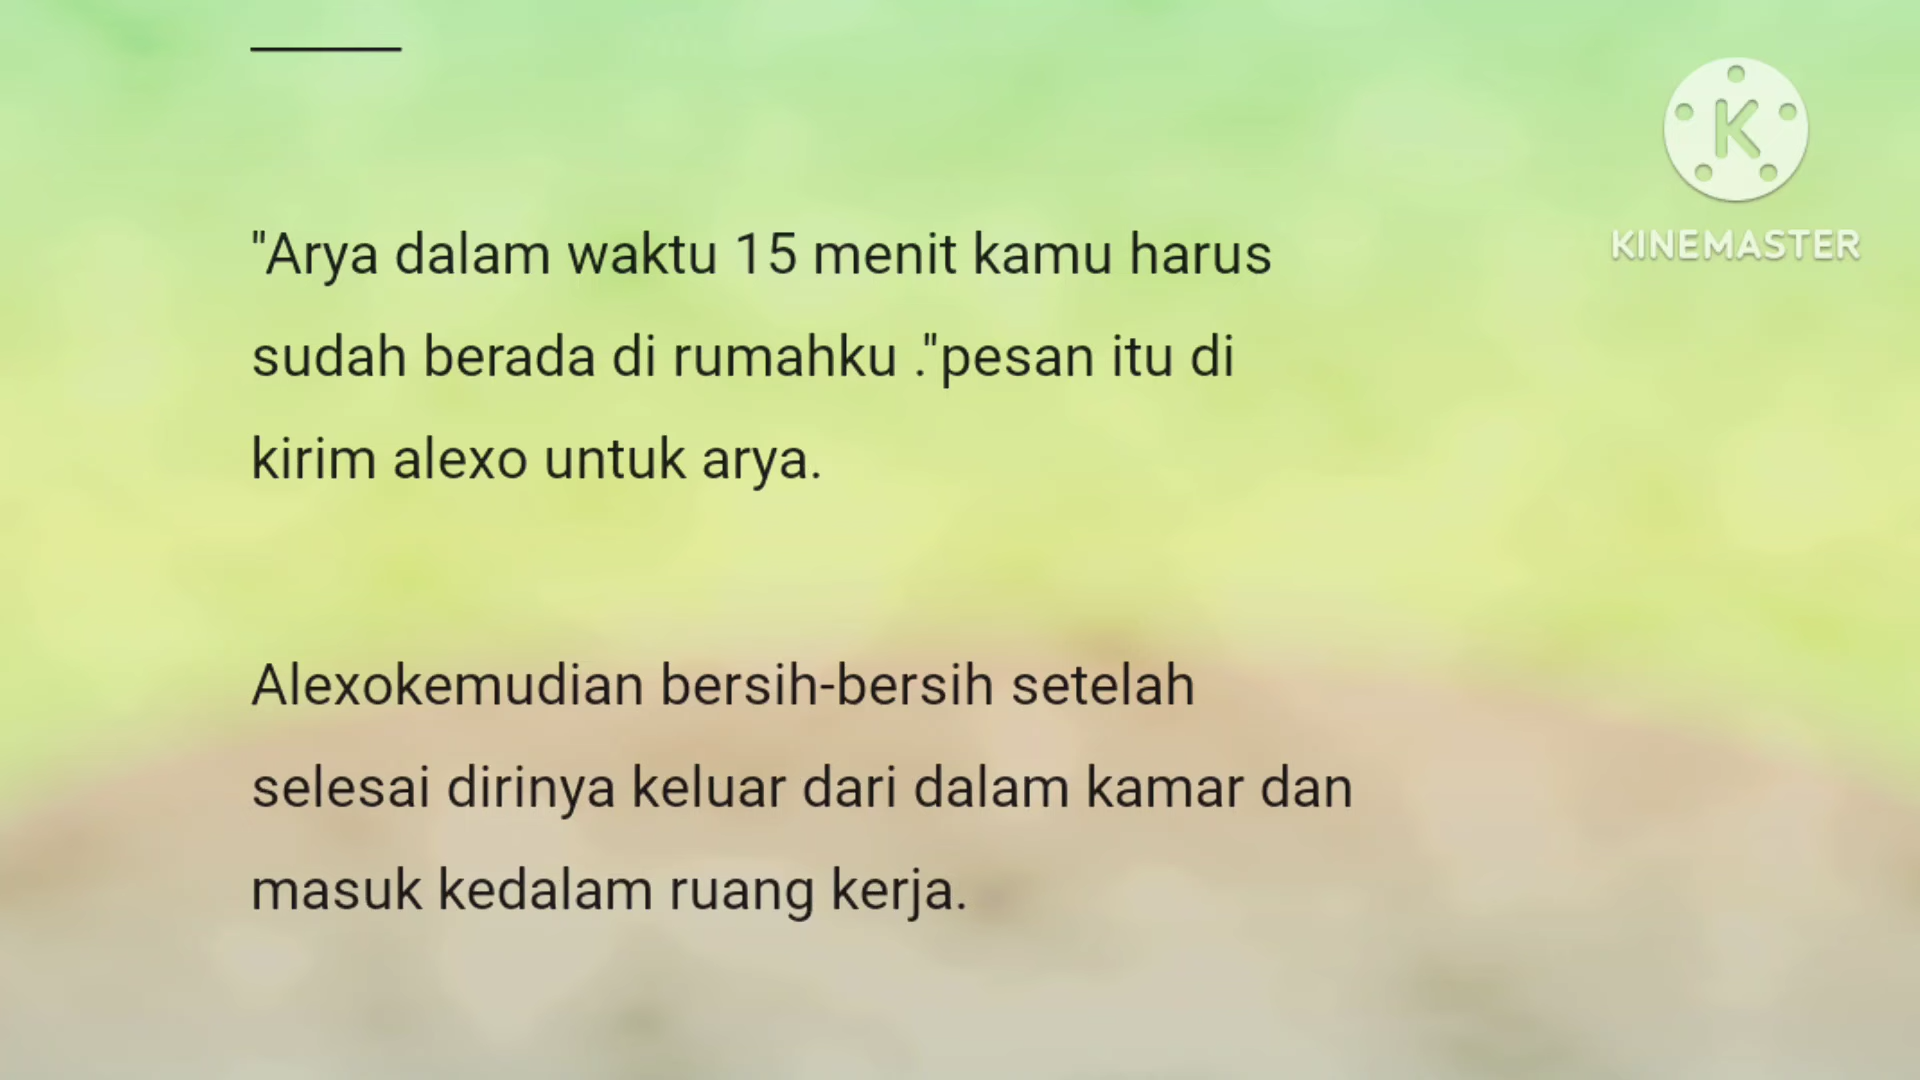 "Arya dalam waktu 15 menit kamu harus
sudah berada di rumahku ."pesan itu di
kirim alexo untuk arya.
Alexokemudian bersih-bersih setelah
selesai dirinya keluar dari dalam kamar dan
masuk kedalam ruang kerja.
K
KINEMASTER